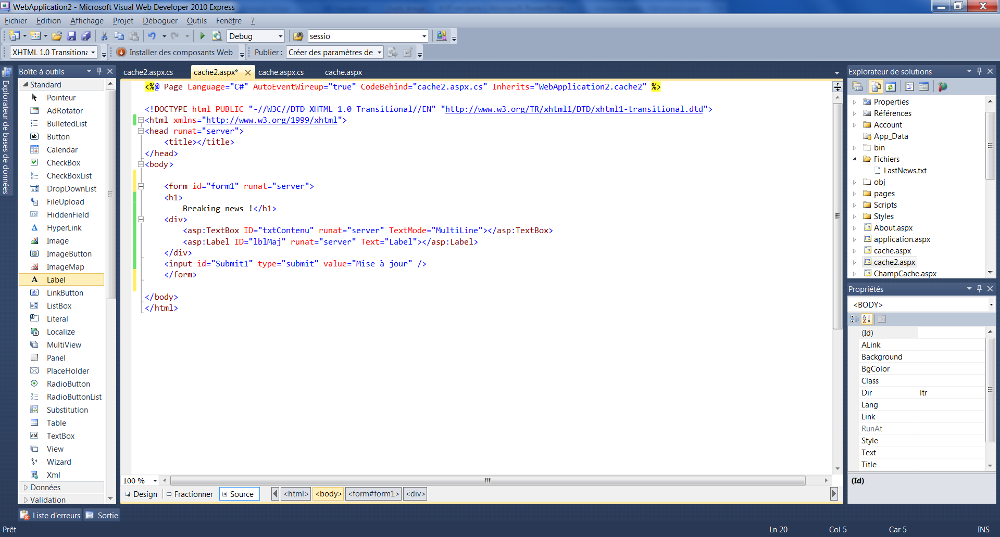 WebApplication2 - Microsoft Visual Web Developer 2010 Express
Fichier Edition Affichage Projet Déboguer Outils Fenêtre ?
Debug sessio
XHTML 1.0 Transitiona Installer des composants Web Publier : Créer des paramètres de
Explorateur de bases de données
Boîte à outils
Standard
Pointeur
AdRotator
BulletedList
Button
Calendar
CheckBox
CheckBoxList
DropDownList
FileUpload
HiddenField
HyperLink
Image
ImageButton
ImageMap
Label
LinkButton
ListBox
Literal
Localize
MultiView
Panel
PlaceHolder
RadioButton
RadioButtonList
Substitution
Table
TextBox
View
Wizard
Xml
Données
Validation
cache2.aspx.cs cache2.aspx* cache.aspx.cs cache.aspx
<%@ Page Language="C#" AutoEventWireup="true" CodeBehind="cache2.aspx.cs" Inherits="WebApplication2.cache2" %>
<!DOCTYPE html PUBLIC "-//W3C//DTD XHTML 1.0 Transitional//EN" "http://www.w3.org/TR/xhtml1/DTD/xhtml1-transitional.dtd">
<html xmlns="http://www.w3.org/1999/xhtml">
<head runat="server">
<title></title>
</head>
<body>
<form id="form1" runat="server">
<h1>
Breaking news !</h1>
<div>
<asp:TextBox ID="txtContenu" runat="server" TextMode="MultiLine"></asp:TextBox>
<asp:Label ID="lblMaj" runat="server" Text="Label"></asp:Label>
</div>
<input id="Submit1" type="submit" value="Mise à jour" />
</form>
</body>
</html>
100 %
Design Fractionner Source <html> <body> <form#form1> <div>
Explorateur de solutions
Properties
Références
Account
App_Data
bin
Fichiers
LastNews.txt
obj
pages
Scripts
Styles
About.aspx
application.aspx
cache.aspx
cache2.aspx
ChampCache.aspx
Propriétés
<BODY>
(Id)
ALink
Background
BgColor
Class
Dir ltr
Lang
Link
RunAt
Style
Text
Title
(Id)
Liste d'erreurs Sortie
Prêt Ln 20 Col 5 Car 5 INS